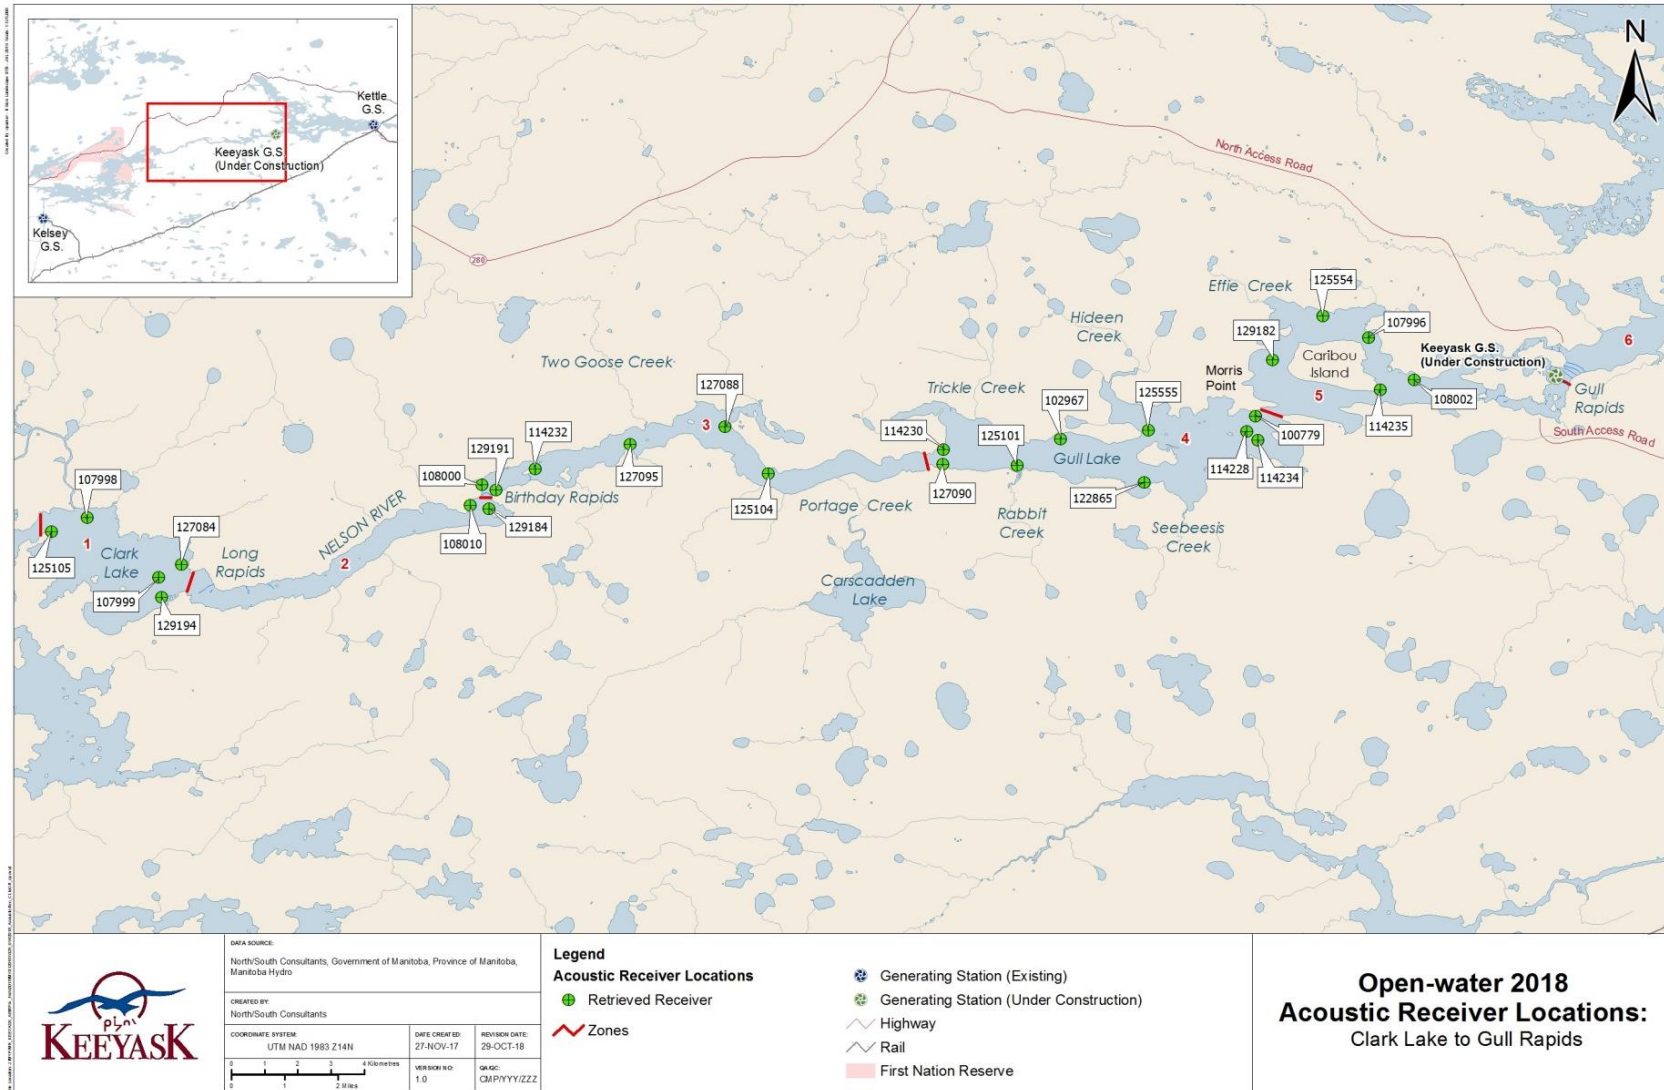 Kettle
G.S.
Keeyask G.S.
(Under Construction)
Kelsey
G.S.
N
North Access Road
280
Effie Creek
125554
Hideen
Creek
129182
107996
Keeyask G.S.
(Under Construction)
6
Caribou
Island
Morris
Point
5
Gull
Rapids
108002
114235
South Access Road
Two Goose Creek
127088
3
Trickle Creek
102967
125555
4
100779
114230
125101
Gull Lake
114228
114234
129191
114232
108000
127095
127090
122865
Birthday Rapids
125104
Portage Creek
Rabbit
Creek
Seebeesis
Creek
107998
NELSON RIVER
108010
129184
127084
1
Clark
Lake
Long
Rapids
2
125105
107999
129194
Carscadden
Lake
KEEYASK
DATA SOURCE:
North/South Consultants, Government of Manitoba, Province of Manitoba,
Manitoba Hydro
CREATED BY:
North/South Consultants
COORDINATE SYSTEM:
UTM NAD 1983 Z14N
DATE CREATED:
27-NOV-17
REVISION DATE:
29-OCT-18
0 1 2 3 4 Kilometres
0 1 2 Miles
VERSION NO:
1.0
QA/QC:
CMP/YYY/ZZZ
Legend
Acoustic Receiver Locations
Retrieved Receiver
Zones
Generating Station (Existing)
Generating Station (Under Construction)
Highway
Rail
First Nation Reserve
Open-water 2018
Acoustic Receiver Locations:
Clark Lake to Gull Rapids